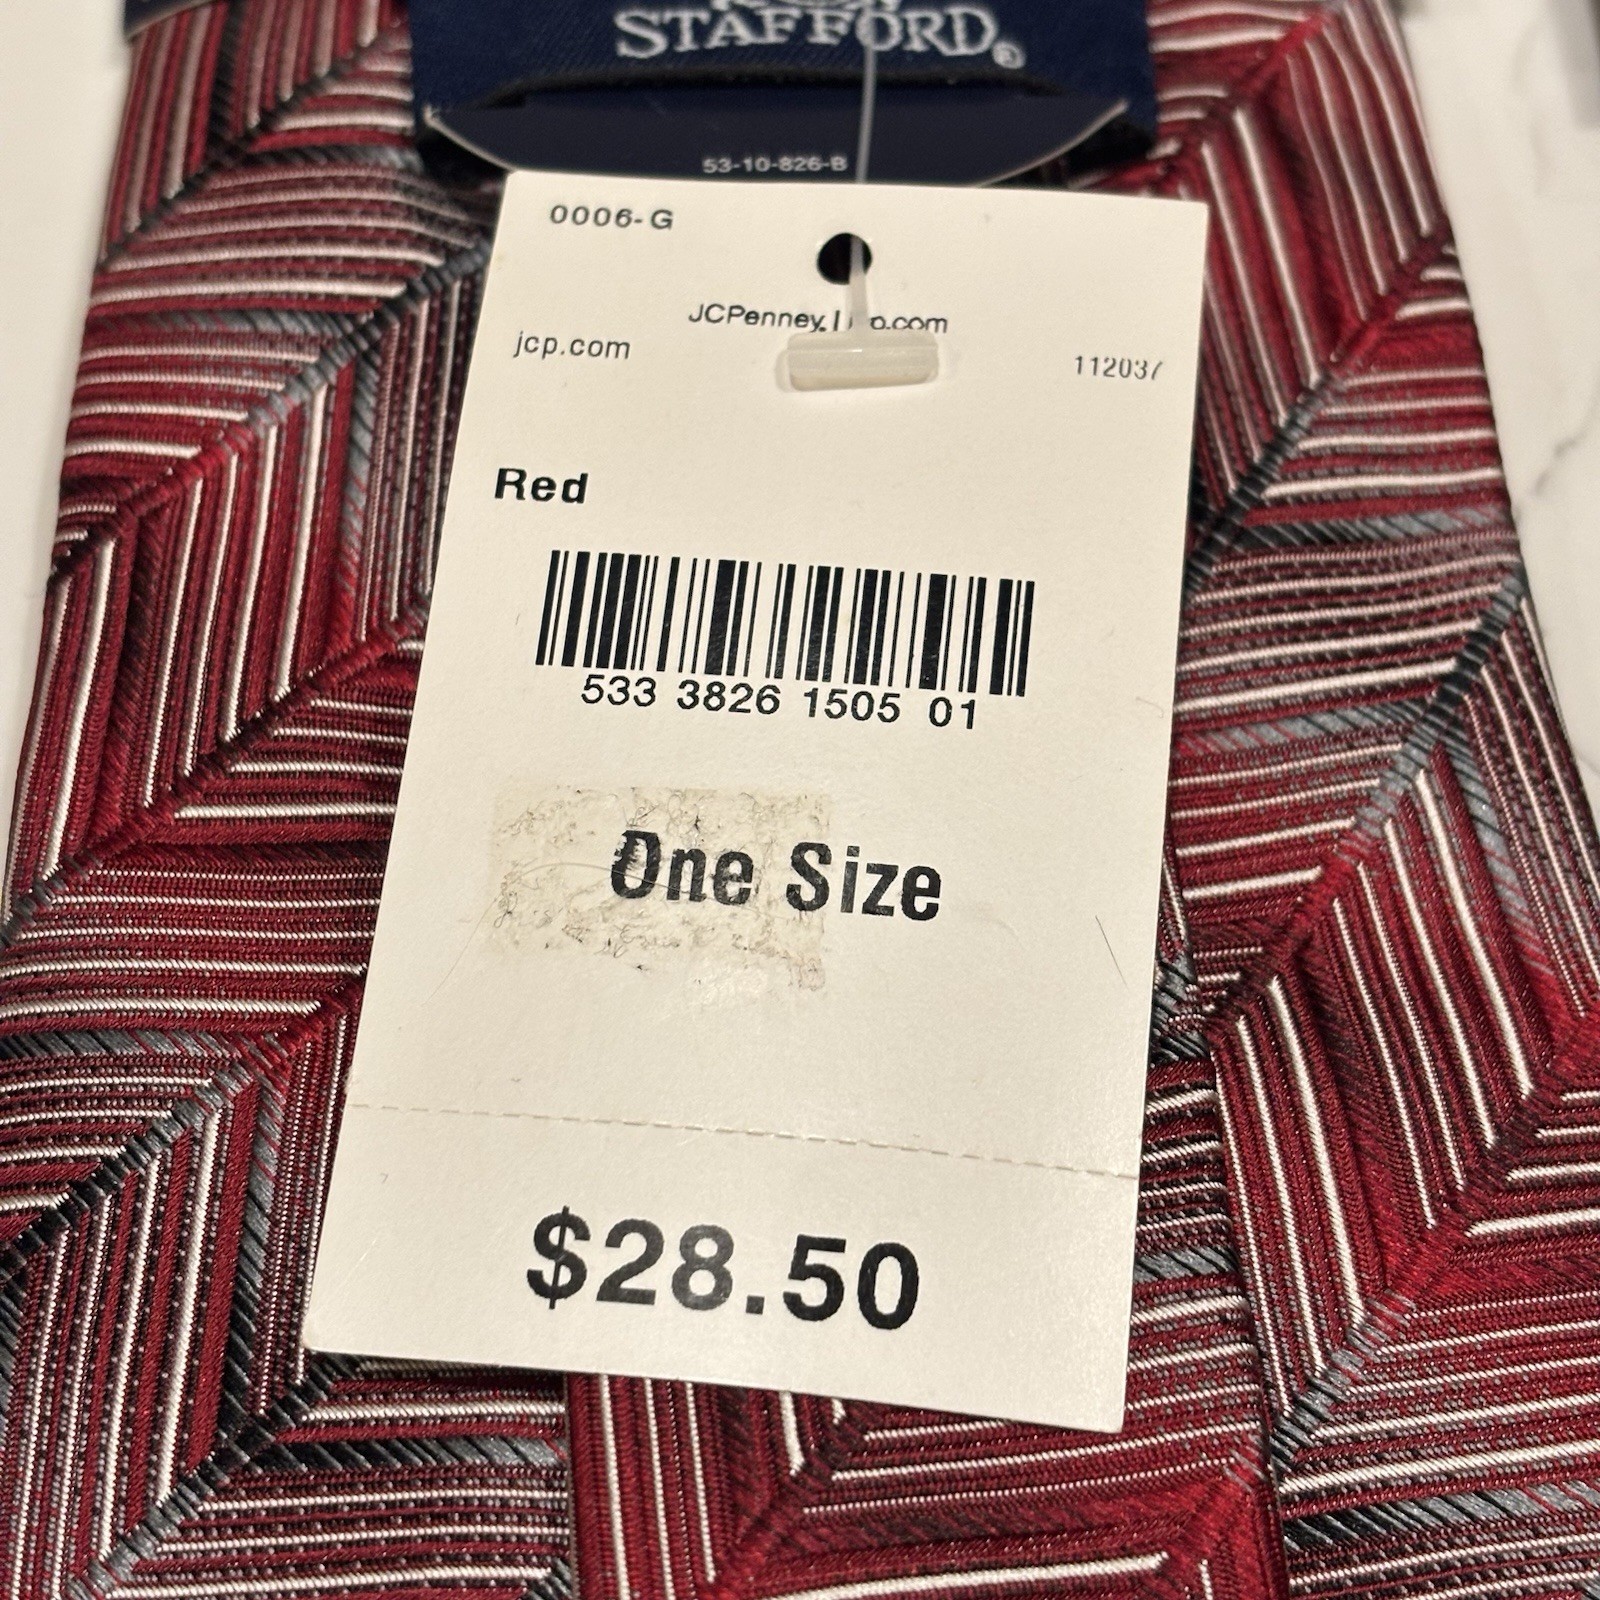 STAFFORD®
53-10-826-B
0006-G
JCPenney.
jcp.com
112037
Red
533 3826 1505 01
One Size
$28.50